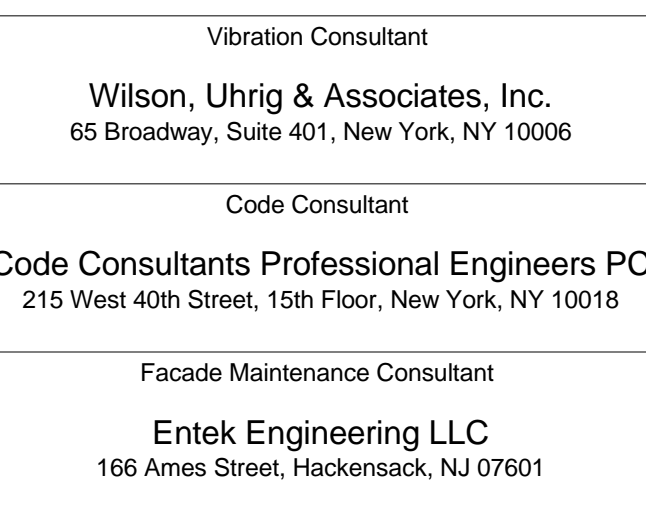 Vibration Consultant
Wilson, Uhrig & Associates, Inc.
65 Broadway, Suite 401, New York, NY 10006
Code Consultant
Code Consultants Professional Engineers PC
215 West 40th Street, 15th Floor, New York, NY 10018
Facade Maintenance Consultant
Entek Engineering LLC
166 Ames Street, Hackensack, NJ 07601